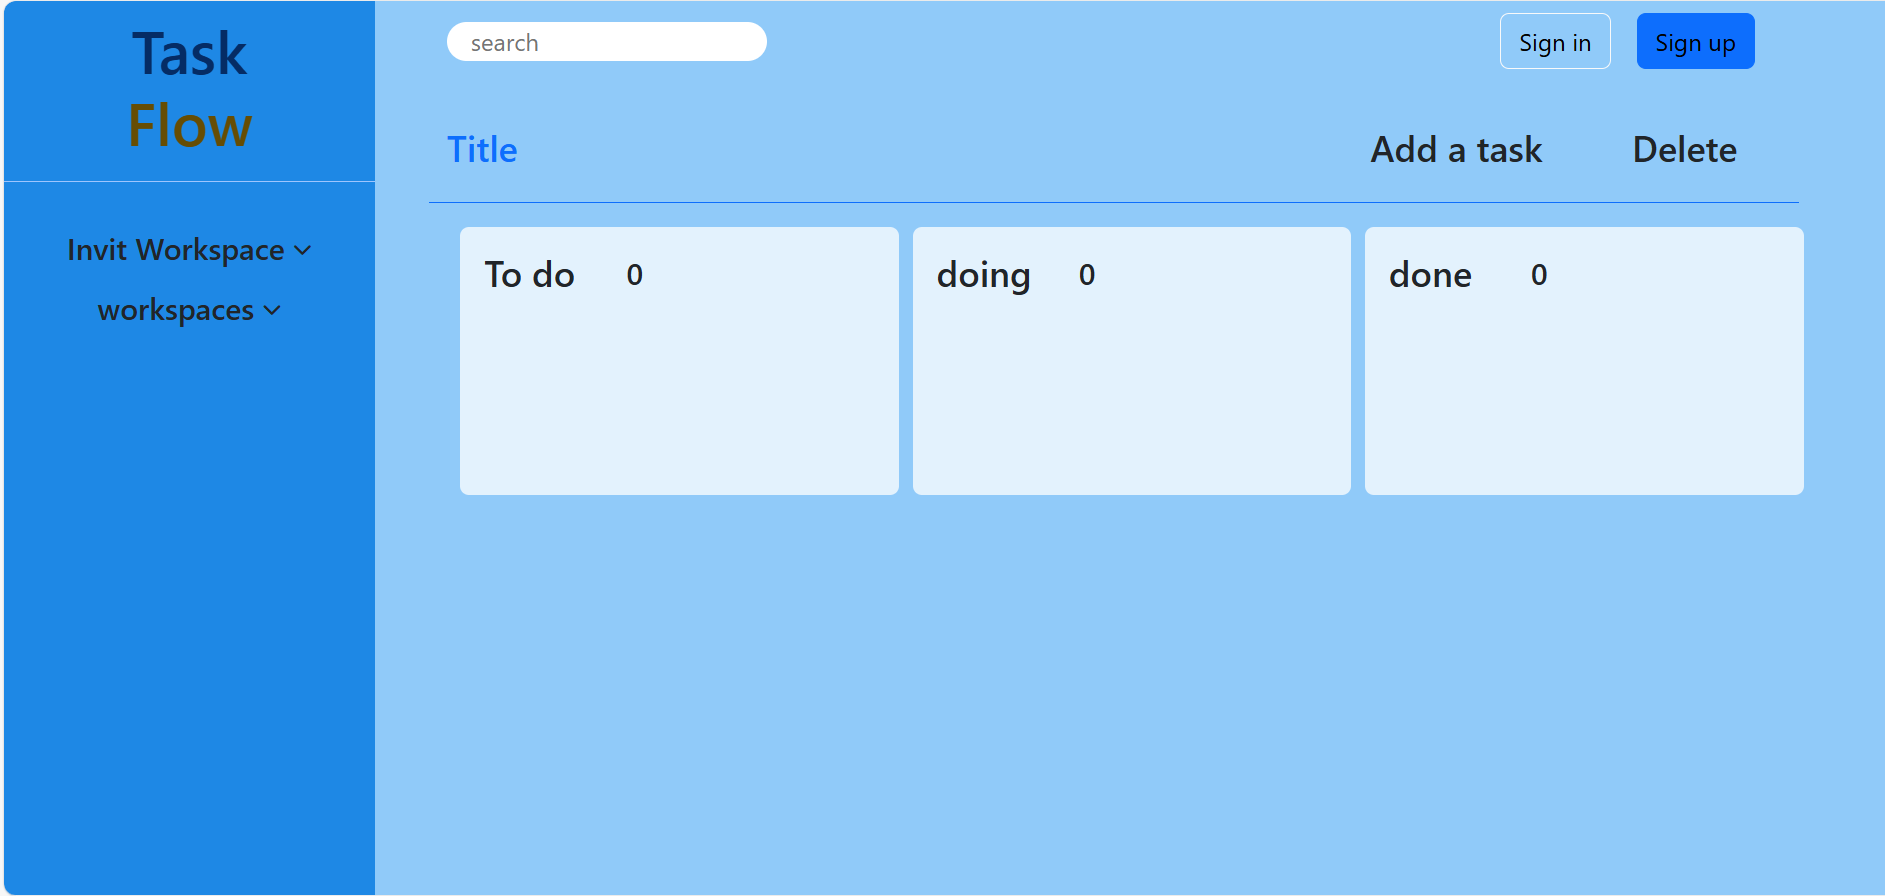 Task
Flow
Invit Workspace
workspaces
search
Sign in
Sign up
Title
Add a task
Delete
To do 0
doing 0
done 0